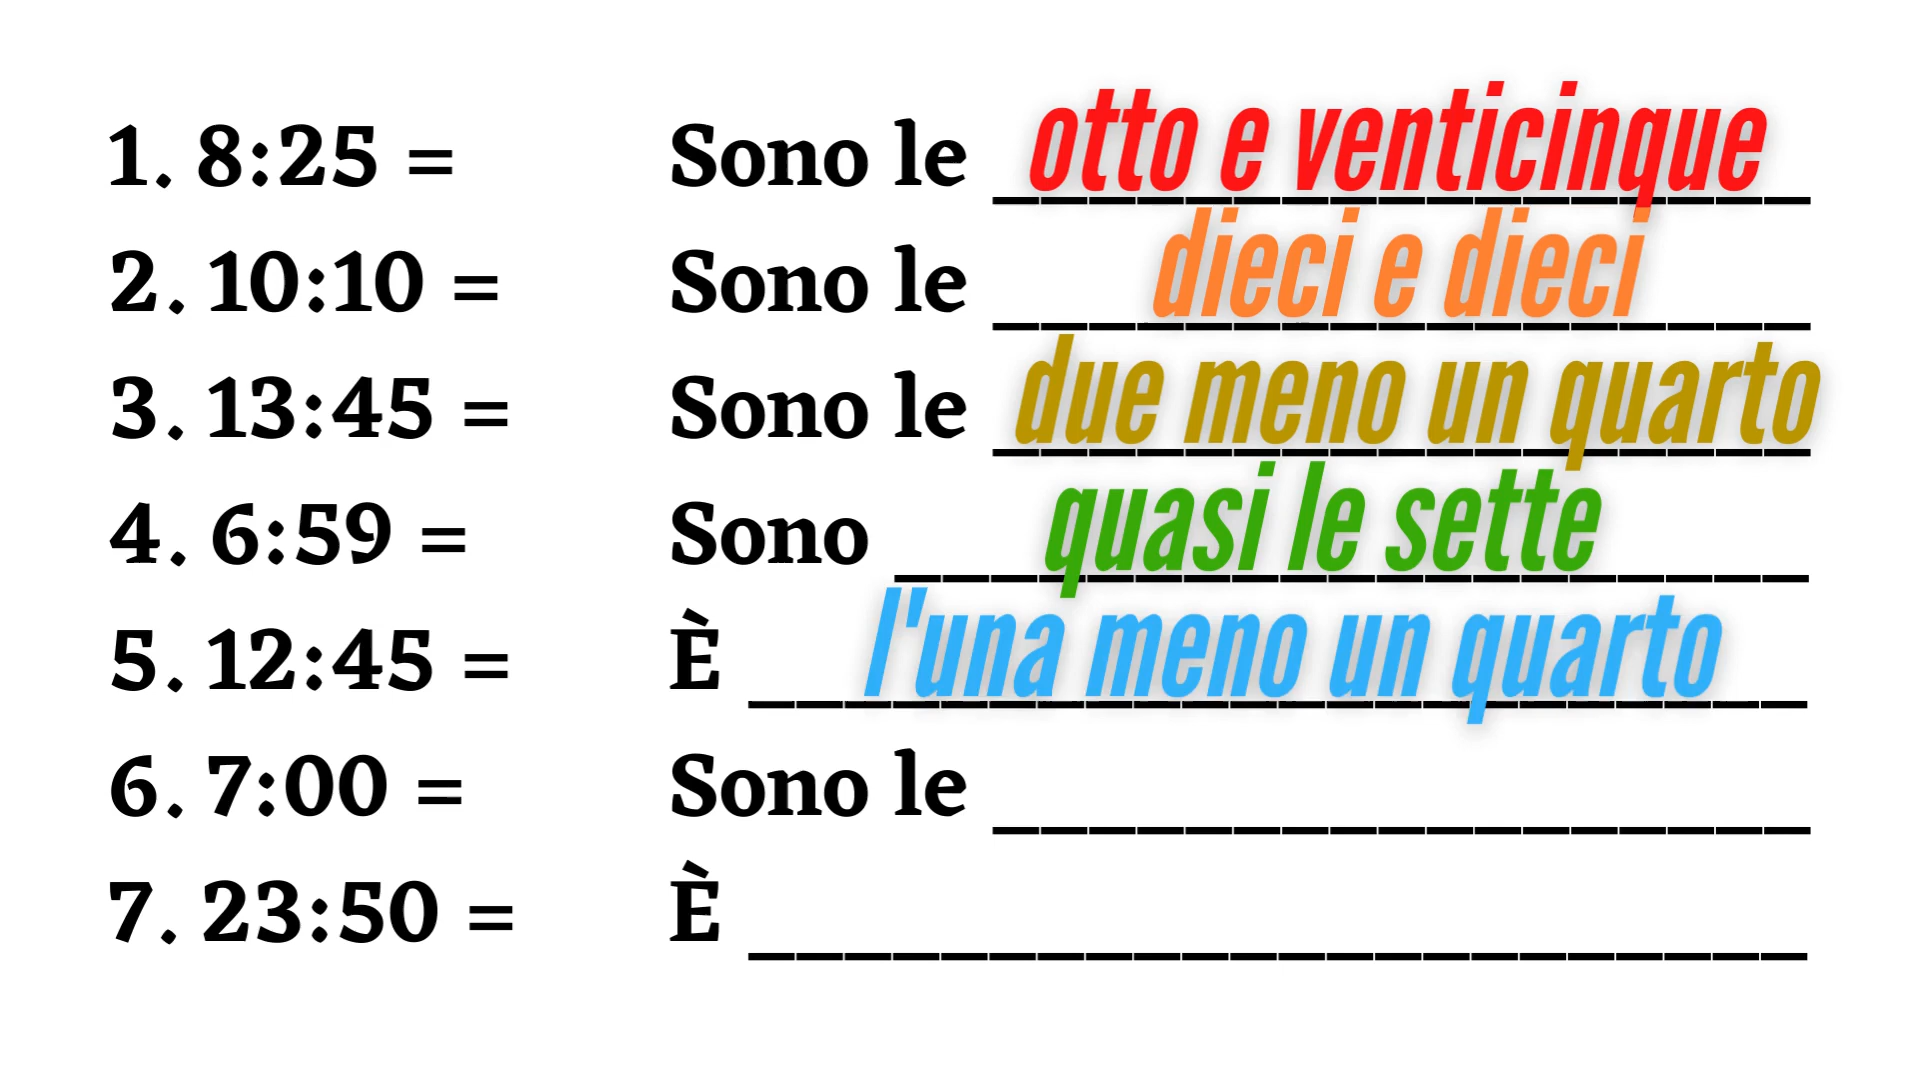 1. 8:25 = Sono le otto e venticinque
2. 10:10 = Sono le dieci e dieci
3. 13:45 = Sono le due meno un quarto
4. 6:59 = Sono quasi le sette
5. 12:45 = È l'una meno un quarto
6. 7:00 = Sono le _________________
7. 23:50 = È ______________________